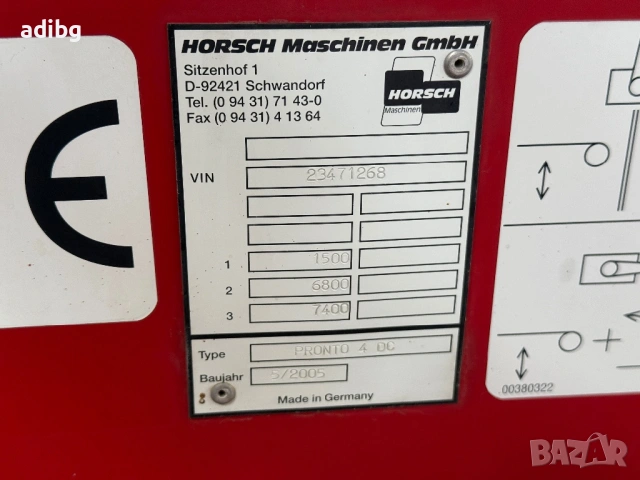 adibg
CE
HORSCH Maschinen GmbH
Sitzenhof 1
D-92421 Schwandorf
Tel. (0 94 31) 71 43-0
Fax (0 94 31) 4 13 64
HORSCH
Maschinen
VIN 23471268
1 1500
2 6800
3 7400
Type PRONTO 4 DC
Baujahr 5/2005
Made in Germany
00380322
BAZAR